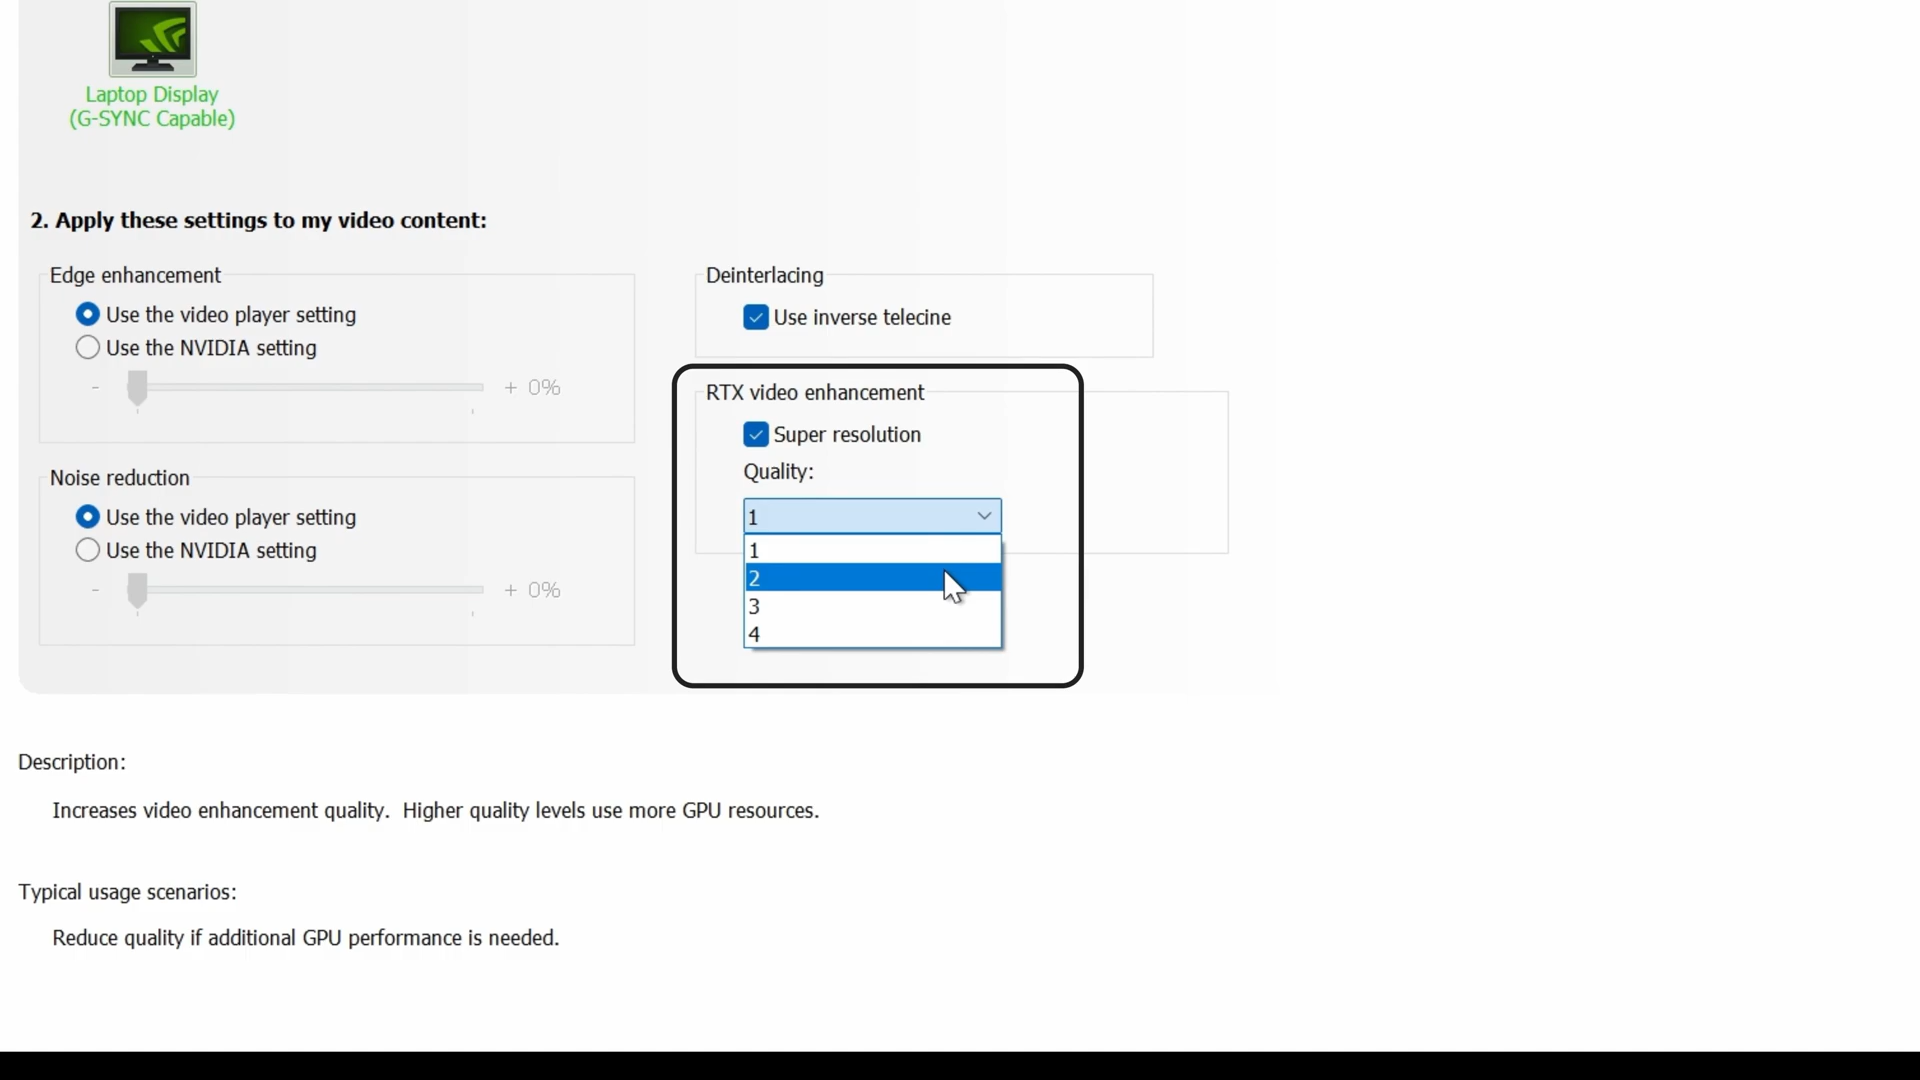 Laptop Display
(G-SYNC Capable)
2. Apply these settings to my video content:
Edge enhancement
Use the video player setting
Use the NVIDIA setting
- + 0%
Noise reduction
Use the video player setting
Use the NVIDIA setting
- + 0%
Deinterlacing
Use inverse telecine
RTX video enhancement
Super resolution
Quality:
1
1
2
3
4
Description:
Increases video enhancement quality. Higher quality levels use more GPU resources.
Typical usage scenarios:
Reduce quality if additional GPU performance is needed.